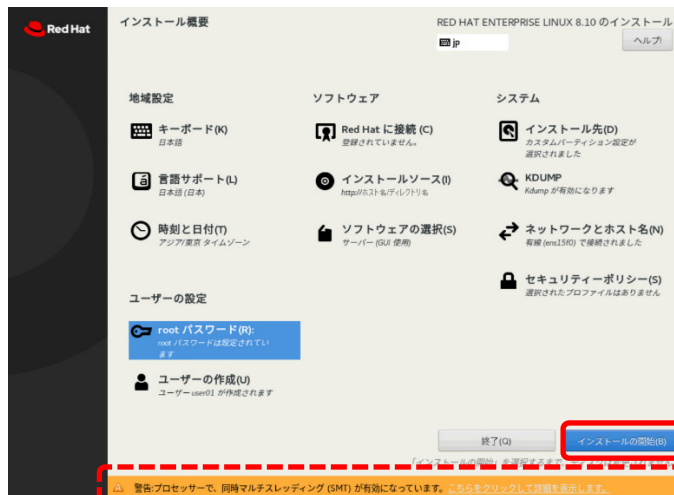 Red Hat
インストール概要
RED HAT ENTERPRISE LINUX 8.10 のインストール
jp
ヘルプ!
地域設定
ソフトウェア
システム
キーボード(K)
日本語
Red Hat に接続 (C)
登録されていません。
インストール先(D)
カスタムパーティション設定が
選択されました
言語サポート(L)
日本語 (日本)
インストールソース(I)
http://ホスト名/ディレクトリ名
KDUMP
Kdump が有効になります
時刻と日付(T)
アジア/東京 タイムゾーン
ソフトウェアの選択(S)
サーバー (GUI 使用)
ネットワークとホスト名(N)
有線 (ens15f0) で接続されました
セキュリティーポリシー(S)
選択されたプロファイルはありません
ユーザーの設定
root パスワード(R):
root パスワードは設定されてい
ます
ユーザーの作成(U)
ユーザー user01 が作成されます
終了(Q)
インストールの開始(B)
「インストールの開始」を選択するまで、
警告:プロセッサーで、同時マルチスレッディング (SMT) が有効になっています。こちらをクリックして詳細を表示します。